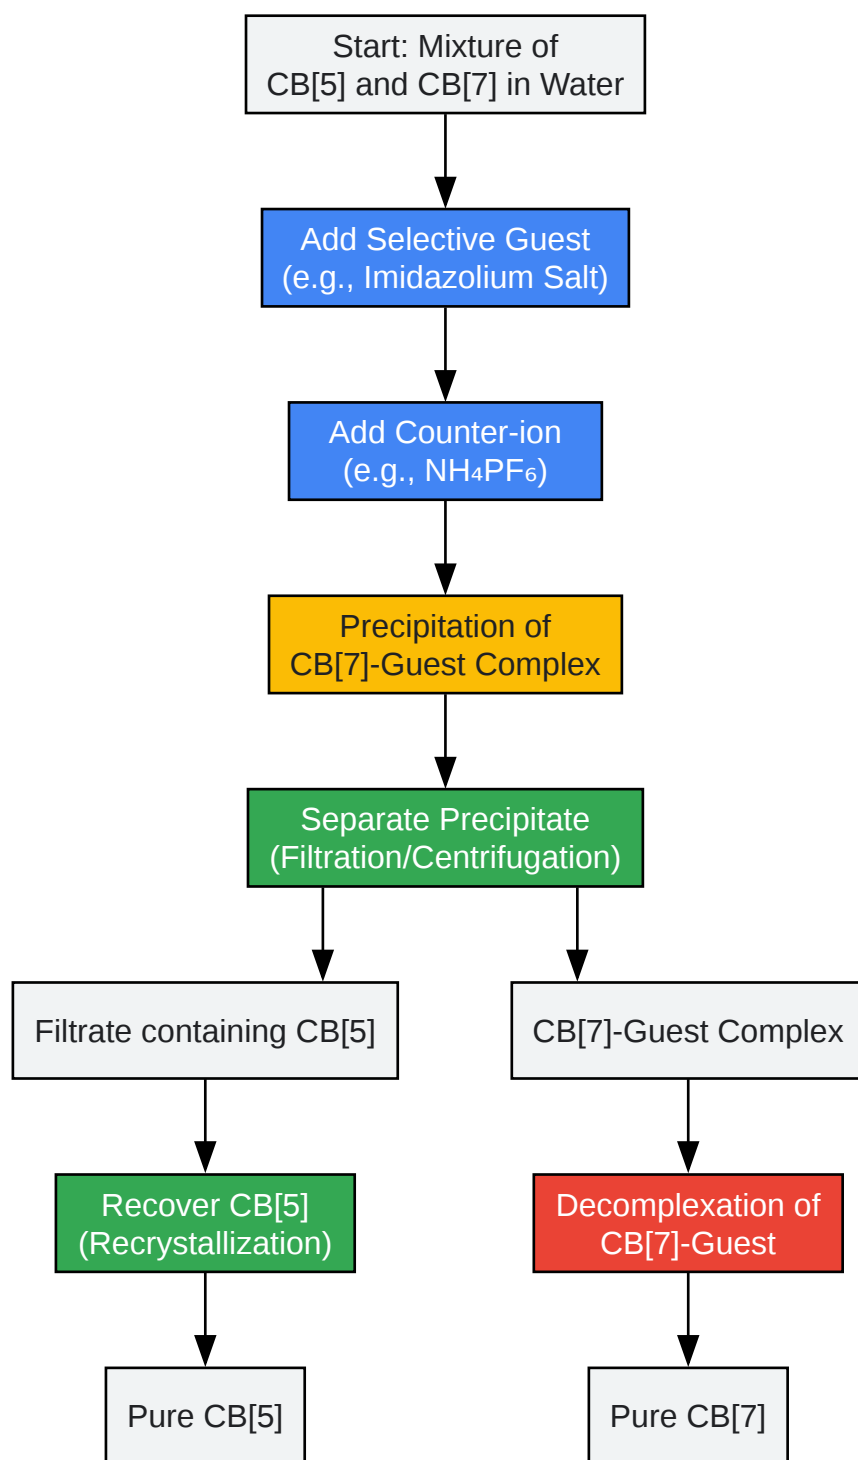 Start: Mixture of
CB[5] and CB[7] in Water
Add Selective Guest
(e.g., Imidazolium Salt)
Add Counter-ion
(e.g., NH₄PF₆)
Precipitation of
CB[7]-Guest Complex
Separate Precipitate
(Filtration/Centrifugation)
Filtrate containing CB[5]
CB[7]-Guest Complex
Recover CB[5]
(Recrystallization)
Decomplexation of
CB[7]-Guest
Pure CB[5]
Pure CB[7]